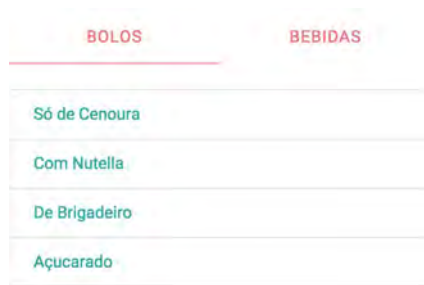 BOLOS BEBIDAS
Só de Cenoura
Com Nutella
De Brigadeiro
Açucarado